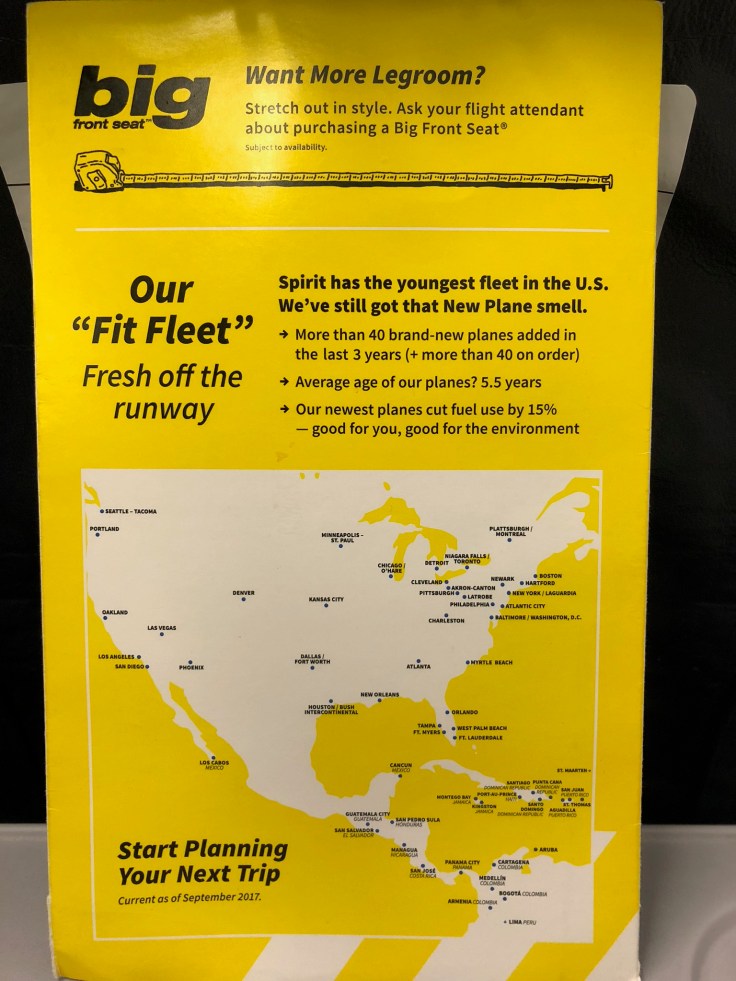 big
front seat™
Want More Legroom?
Stretch out in style. Ask your flight attendant
about purchasing a Big Front Seat®
Subject to availability.
Our
“Fit Fleet”
Fresh off the
runway
Spirit has the youngest fleet in the U.S.
We’ve still got that New Plane smell.
→ More than 40 brand-new planes added in
the last 3 years (+ more than 40 on order)
→ Average age of our planes? 5.5 years
→ Our newest planes cut fuel use by 15%
— good for you, good for the environment
SEATTLE – TACOMA
PORTLAND
MINNEAPOLIS –
ST. PAUL
PLATTSBURGH /
MONTREAL
NIAGARA FALLS /
TORONTO
CHICAGO /
O'HARE
DETROIT
BOSTON
NEWARK
HARTFORD
CLEVELAND
AKRON-CANTON
PITTSBURGH
LATROBE
NEW YORK / LAGUARDIA
PHILADELPHIA
ATLANTIC CITY
DENVER
KANSAS CITY
CHARLESTON
BALTIMORE / WASHINGTON, D.C.
OAKLAND
LAS VEGAS
LOS ANGELES
SAN DIEGO
PHOENIX
DALLAS /
FORT WORTH
ATLANTA
MYRTLE BEACH
NEW ORLEANS
HOUSTON / BUSH
INTERCONTINENTAL
ORLANDO
TAMPA
WEST PALM BEACH
FT. MYERS
FT. LAUDERDALE
LOS CABOS
MEXICO
CANCUN
MEXICO
ST. MAARTEN
SANTIAGO
DOMINICAN REPUBLIC
PUNTA CANA
DOMINICAN
REPUBLIC
SAN JUAN
PUERTO RICO
MONTEGO BAY
JAMAICA
PORT-AU-PRINCE
HAITI
KINGSTON
JAMAICA
SANTO
DOMINGO
DOMINICAN REPUBLIC
AGUADILLA
PUERTO RICO
ST. THOMAS
GUATEMALA CITY
GUATEMALA
SAN PEDRO SULA
HONDURAS
SAN SALVADOR
EL SALVADOR
MANAGUA
NICARAGUA
SAN JOSÉ
COSTA RICA
PANAMA CITY
PANAMA
CARTAGENA
COLOMBIA
ARUBA
MEDELLÍN
COLOMBIA
BOGOTÁ COLOMBIA
ARMENIA COLOMBIA
LIMA PERU
Start Planning
Your Next Trip
Current as of September 2017.